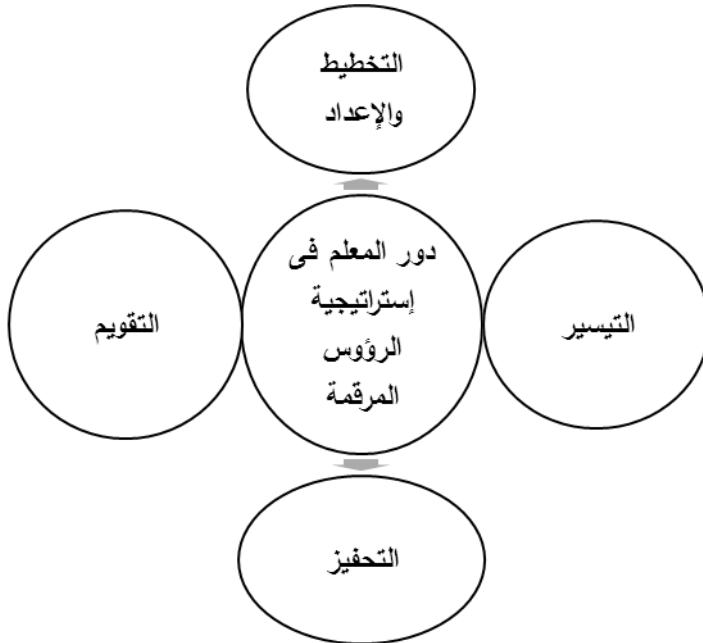 التخطيط
والإعداد
دور المعلم فى
إستراتيجية
الرؤوس
المرقمة
التيسير
التقويم
التحفيز